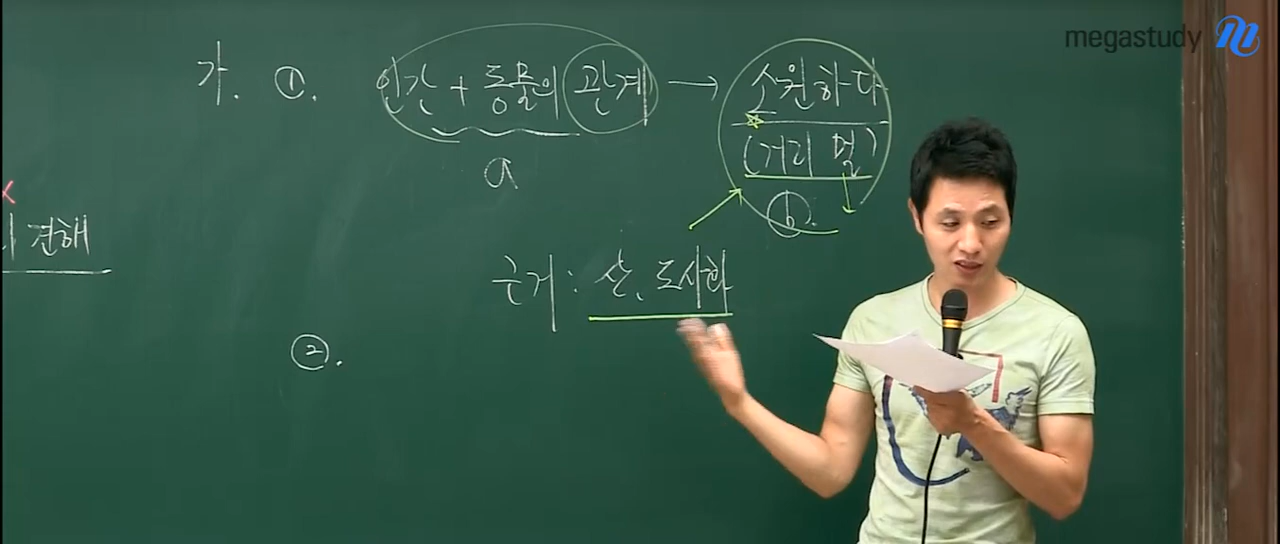 megastudy
가. ①. 인간 + 동물의 관계 → 소원하다
(거리 멂)
a
ⓑ.
견해
근거: 산, 도시화
②.